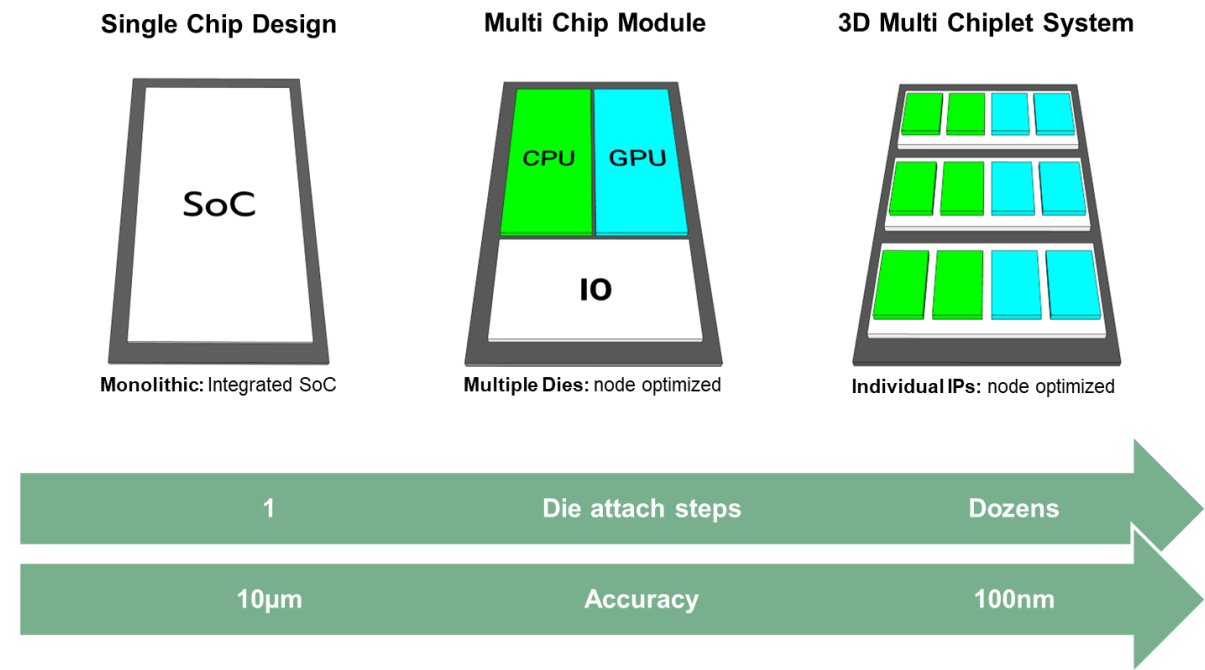 Single Chip Design
Multi Chip Module
3D Multi Chiplet System
SoC
CPU
GPU
IO
Monolithic: Integrated SoC
Multiple Dies: node optimized
Individual IPs: node optimized
1
Die attach steps
Dozens
10µm
Accuracy
100nm